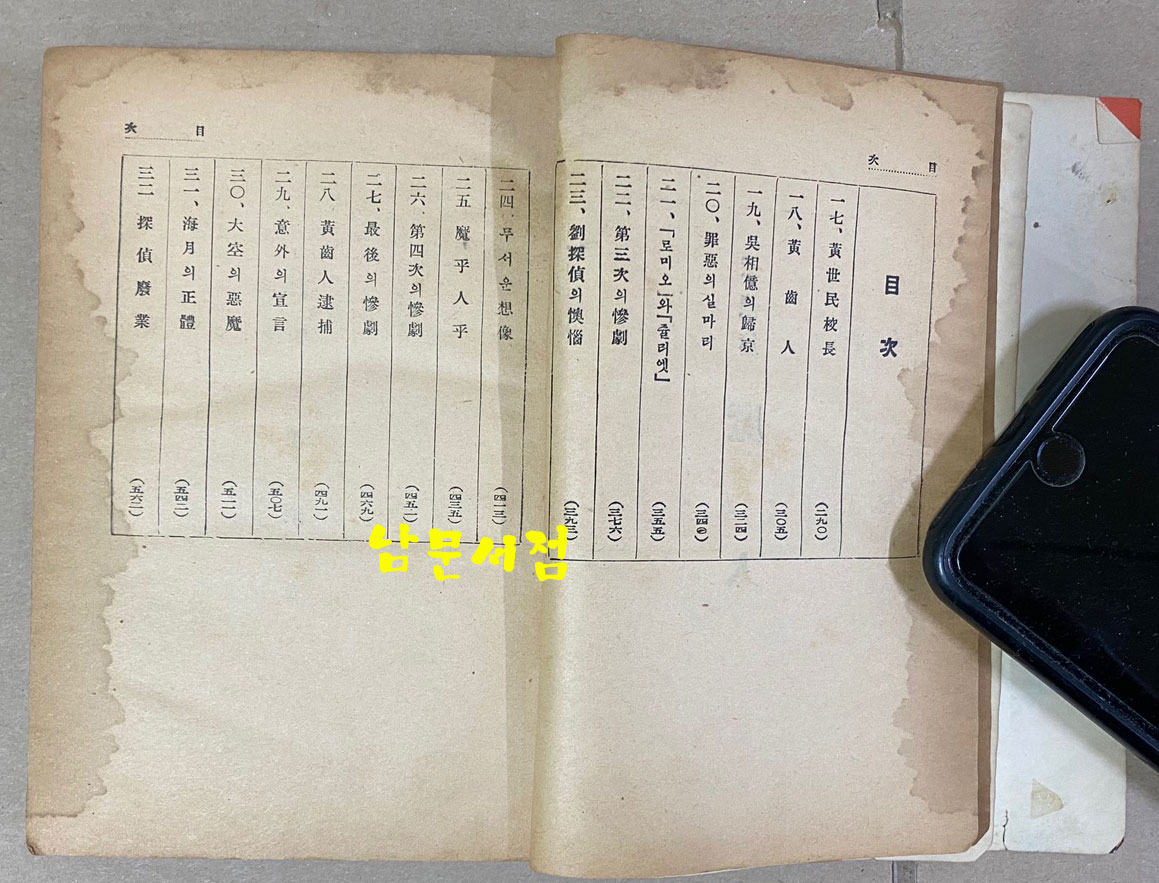 目 次
目次
一七、黃世民校長 (二九〇)
一八、黃齒人 (三〇五)
一九、吳相億의歸京 (三二四)
二〇、罪惡의실마리
二一、「로미오」와「쥴리엣」 (三五五)
二二、第三次의慘劇 (三七六)
二三、劉探偵의懊惱 (三九三)
目 次
二四、무서운想像 (四一三)
二五 魔乎人乎 (四三五)
二六、第四次의慘劇 (四五二)
二七、最後의慘劇 (四六九)
二八 黃齒人逮捕 (四九一)
二九、意外의宣言 (五〇七)
三〇、大空의惡魔 (五一一)
三一、海月의正體 (五四二)
三二 探偵廢業 (五六二)
남문서점